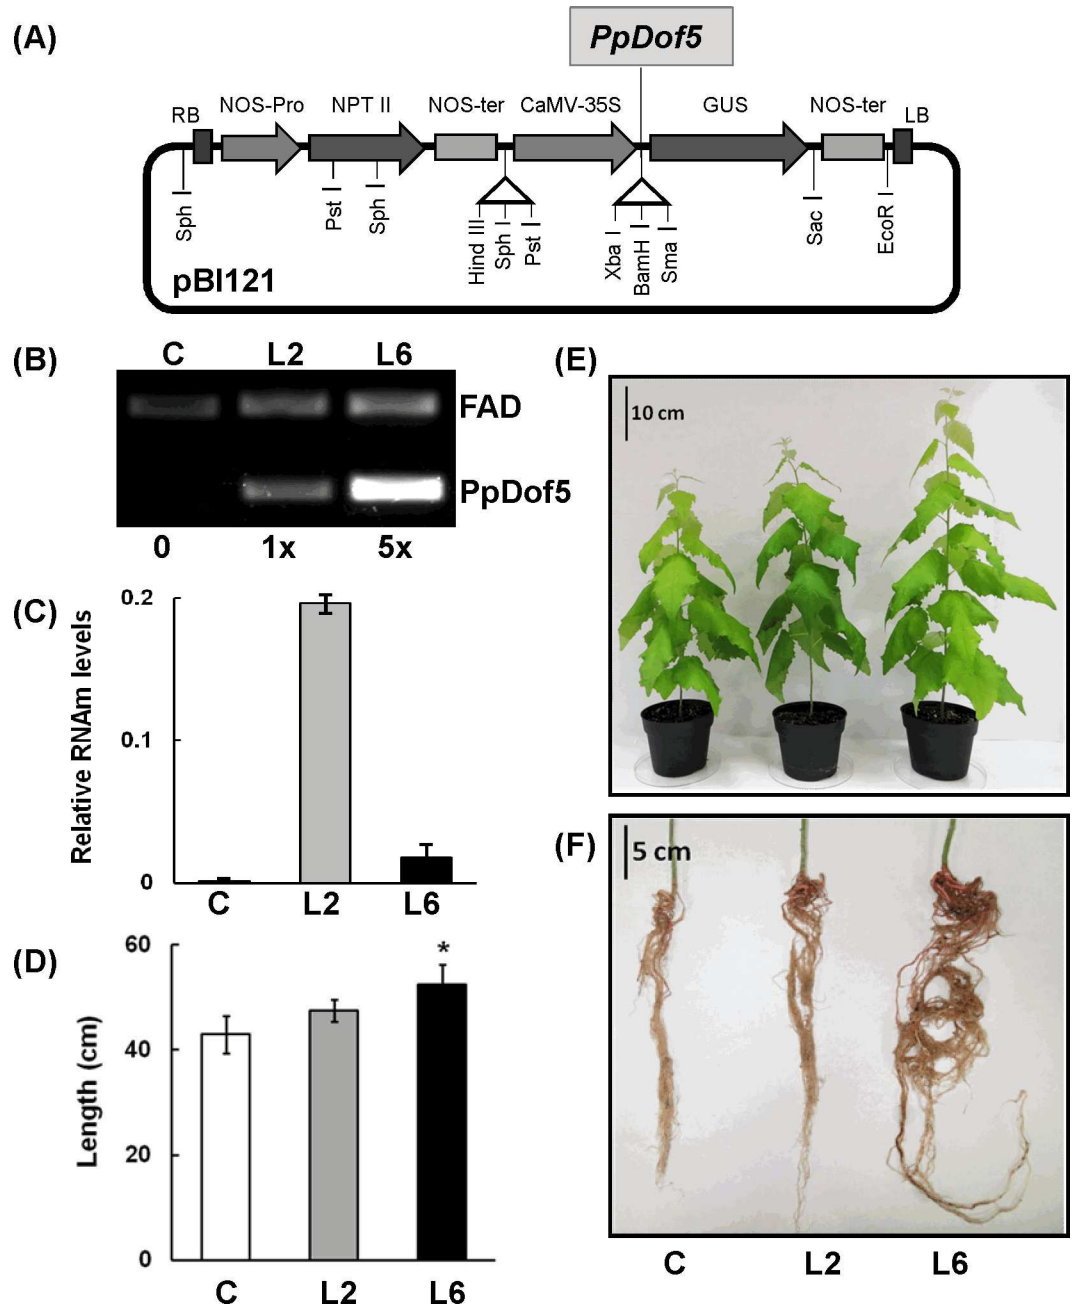 (A)
PpDof5
RB NOS-Pro NPT II NOS-ter CaMV-35S GUS NOS-ter LB
Sph I
Pst I
Sph I
Hind III
Sph I
Pst I
Xba I
BamH I
Sma I
Sac I
EcoR I
pBI121
(B)
C L2 L6
FAD
PpDof5
0 1x 5x
(C)
Relative RNAm levels
0.2
0.1
0
C L2 L6
(D)
Length (cm)
60
40
20
0
*
C L2 L6
(E)
10 cm
(F)
5 cm
C L2 L6